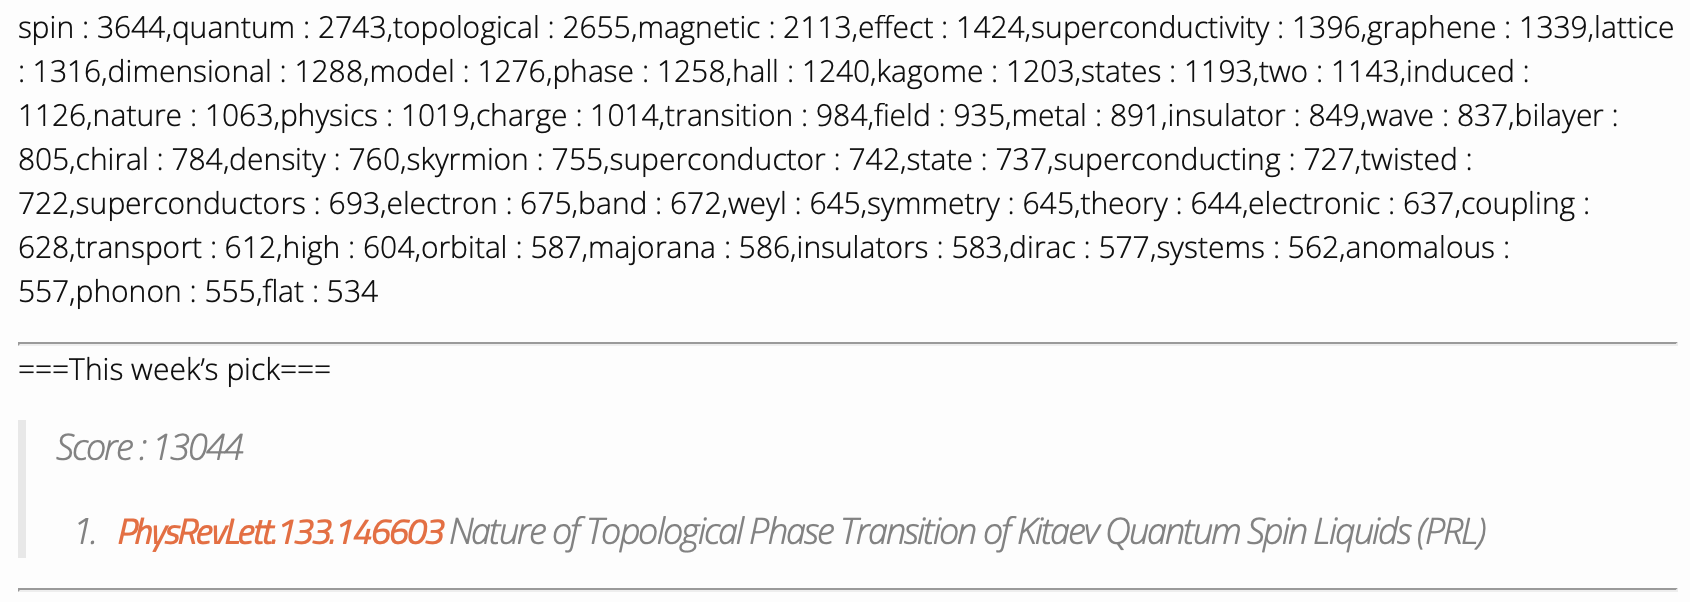 spin : 3644,quantum : 2743,topological : 2655,magnetic : 2113,effect : 1424,superconductivity : 1396,graphene : 1339,lattice
: 1316,dimensional : 1288,model : 1276,phase : 1258,hall : 1240,kagome : 1203,states : 1193,two : 1143,induced :
1126,nature : 1063,physics : 1019,charge : 1014,transition : 984,field : 935,metal : 891,insulator : 849,wave : 837,bilayer :
805,chiral : 784,density : 760,skyrmion : 755,superconductor : 742,state : 737,superconducting : 727,twisted :
722,superconductors : 693,electron : 675,band : 672,weyl : 645,symmetry : 645,theory : 644,electronic : 637,coupling :
628,transport : 612,high : 604,orbital : 587,majorana : 586,insulators : 583,dirac : 577,systems : 562,anomalous :
557,phonon : 555,flat : 534
===This week’s pick===
Score : 13044
1. PhysRevLett.133.146603 Nature of Topological Phase Transition of Kitaev Quantum Spin Liquids (PRL)